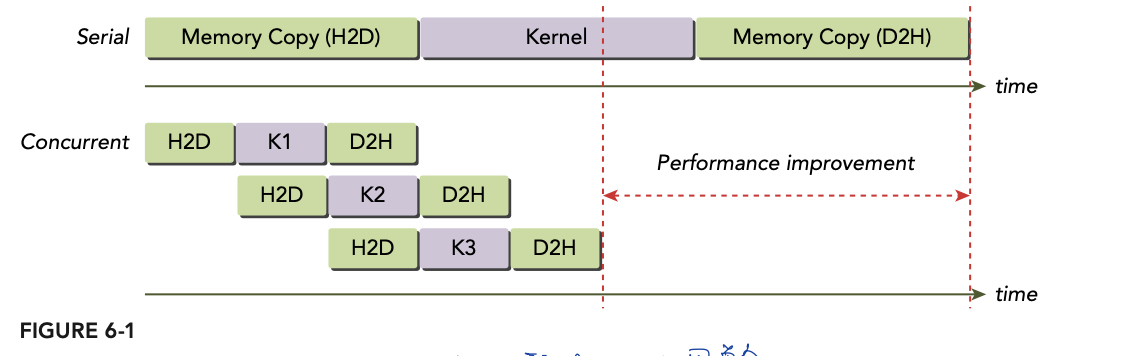 Serial Memory Copy (H2D) Kernel Memory Copy (D2H)
time
Concurrent H2D K1 D2H
Performance improvement
H2D K2 D2H
H2D K3 D2H
time
FIGURE 6-1